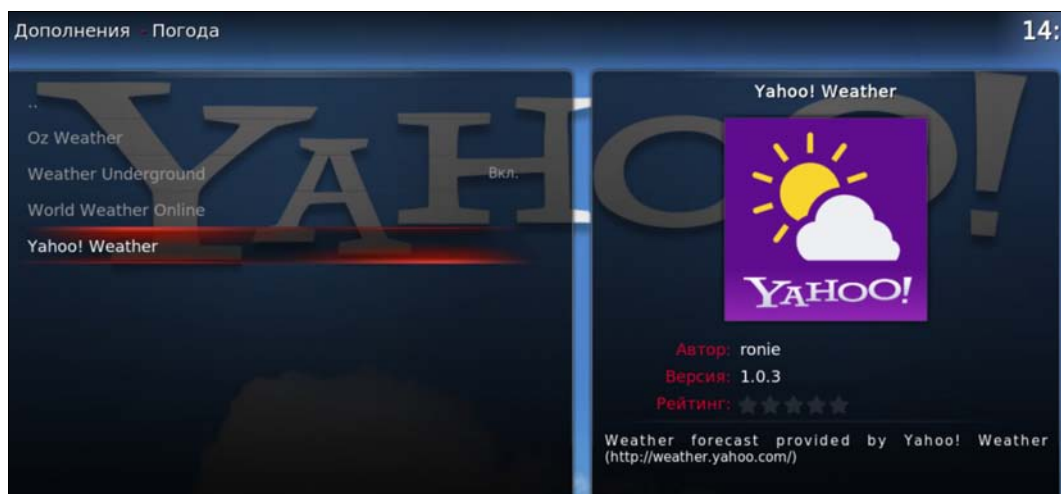 Дополнения - Погода
14:
YAHOO!
..
Oz Weather
Weather Underground Вкл.
World Weather Online
Yahoo! Weather
Yahoo! Weather
YAHOO!
Автор: ronie
Версия: 1.0.3
Рейтинг:
Weather forecast provided by Yahoo! Weather
(http://weather.yahoo.com/)